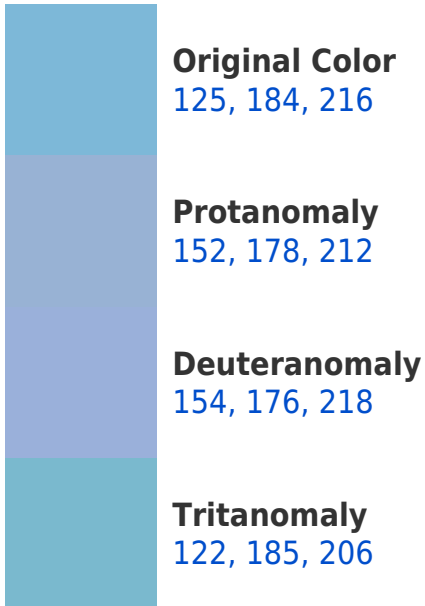 Original Color
125, 184, 216
Protanomaly
152, 178, 212
Deuteranomaly
154, 176, 218
Tritanomaly
122, 185, 206